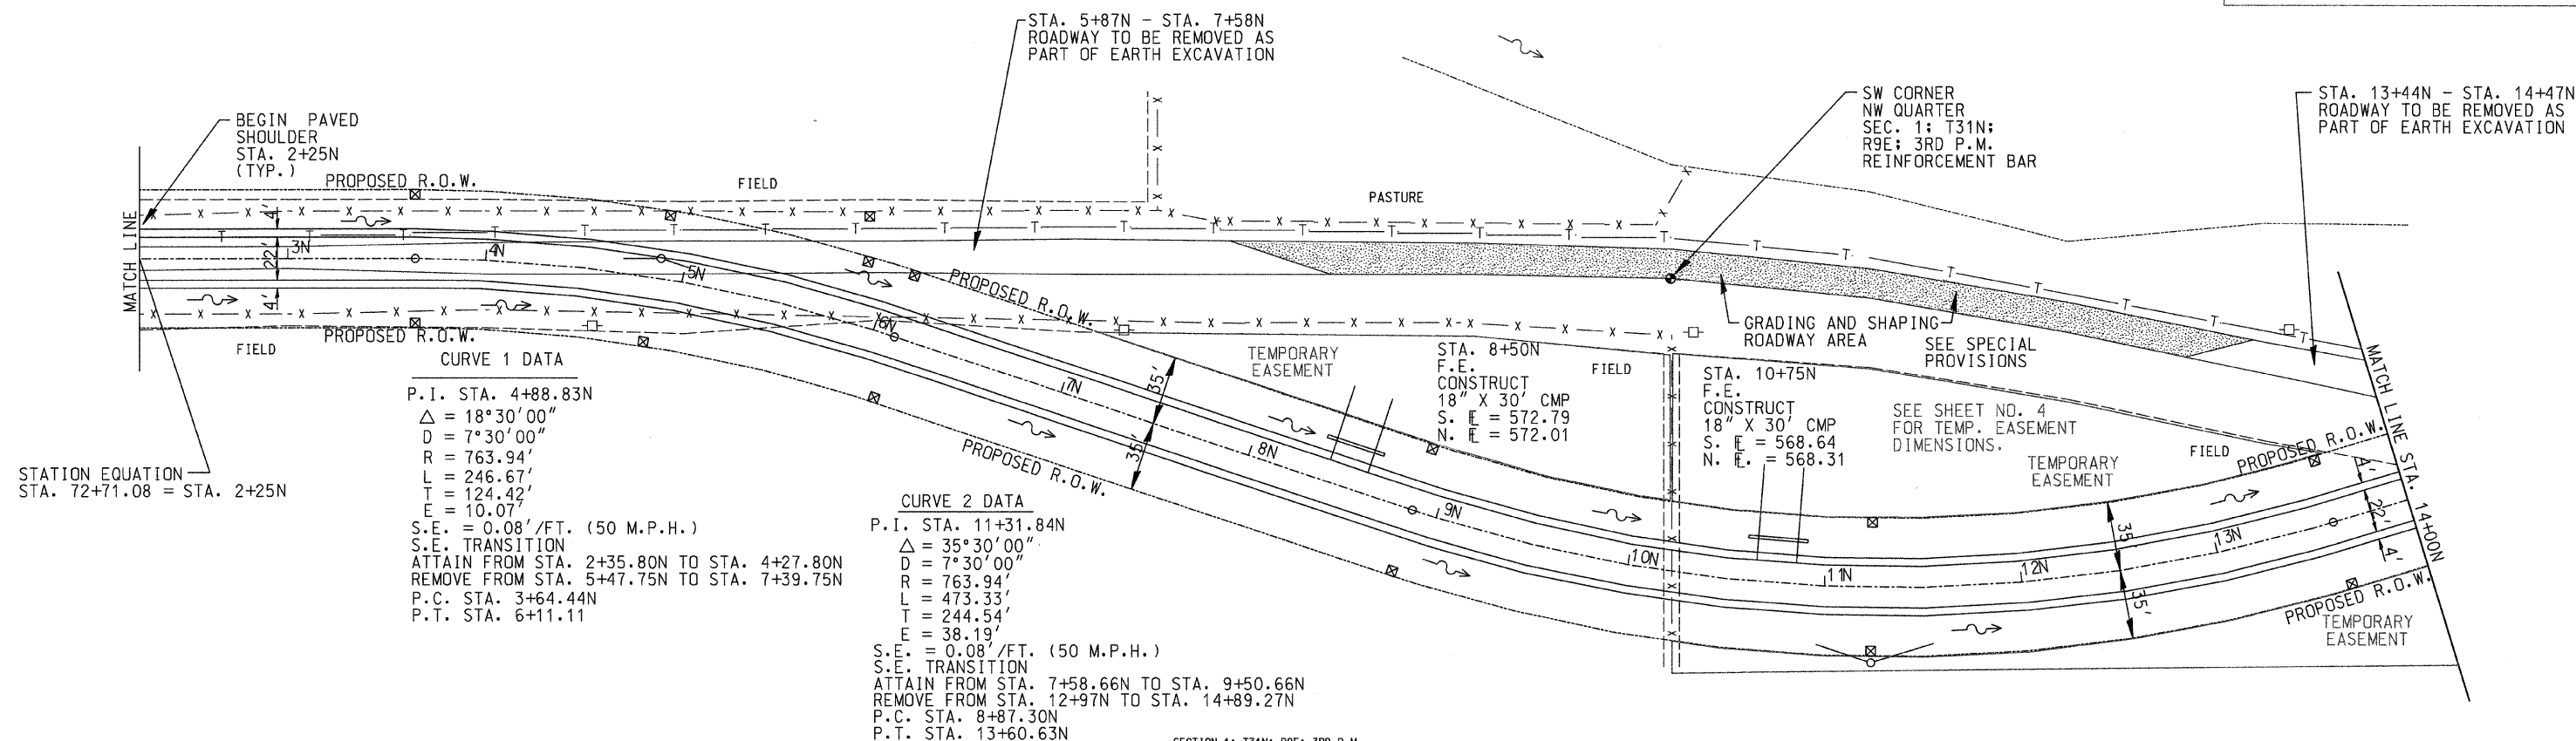 STA. 5+87N - STA. 7+58N
ROADWAY TO BE REMOVED AS
PART OF EARTH EXCAVATION
SW CORNER
NW QUARTER
SEC. 1; T31N;
R9E; 3RD P.M.
REINFORCEMENT BAR
STA. 13+44N - STA. 14+47N
ROADWAY TO BE REMOVED AS
PART OF EARTH EXCAVATION
BEGIN PAVED
SHOULDER
STA. 2+25N
(TYP.)
PROPOSED R.O.W.
FIELD
PASTURE
MATCH LINE
4'
22'
4'
3N
4N
5N
6N
7N
8N
9N
10N
11N
12N
13N
PROPOSED R.O.W.
FIELD
PROPOSED R.O.W.
PROPOSED R.O.W.
35'
35'
TEMPORARY
EASEMENT
GRADING AND SHAPING
ROADWAY AREA
SEE SPECIAL
PROVISIONS
FIELD
STA. 8+50N
F.E.
CONSTRUCT
18" X 30' CMP
S. FL = 572.79
N. FL = 572.01
STA. 10+75N
F.E.
CONSTRUCT
18" X 30' CMP
S. FL = 568.64
N. FL. = 568.31
SEE SHEET NO. 4
FOR TEMP. EASEMENT
DIMENSIONS.
TEMPORARY
EASEMENT
FIELD
PROPOSED R.O.W.
MATCH LINE STA. 14+00N
4'
22'
4'
35'
35'
PROPOSED R.O.W.
TEMPORARY
EASEMENT
STATION EQUATION
STA. 72+71.08 = STA. 2+25N
CURVE 1 DATA
P.I. STA. 4+88.83N
Δ = 18°30'00"
D = 7°30'00"
R = 763.94'
L = 246.67'
T = 124.42'
E = 10.07'
S.E. = 0.08'/FT. (50 M.P.H.)
S.E. TRANSITION
ATTAIN FROM STA. 2+35.80N TO STA. 4+27.80N
REMOVE FROM STA. 5+47.75N TO STA. 7+39.75N
P.C. STA. 3+64.44N
P.T. STA. 6+11.11
CURVE 2 DATA
P.I. STA. 11+31.84N
Δ = 35°30'00"
D = 7°30'00"
R = 763.94'
L = 473.33'
T = 244.54'
E = 38.19'
S.E. = 0.08'/FT. (50 M.P.H.)
S.E. TRANSITION
ATTAIN FROM STA. 7+58.66N TO STA. 9+50.66N
REMOVE FROM STA. 12+97N TO STA. 14+89.27N
P.C. STA. 8+87.30N
P.T. STA. 13+60.63N